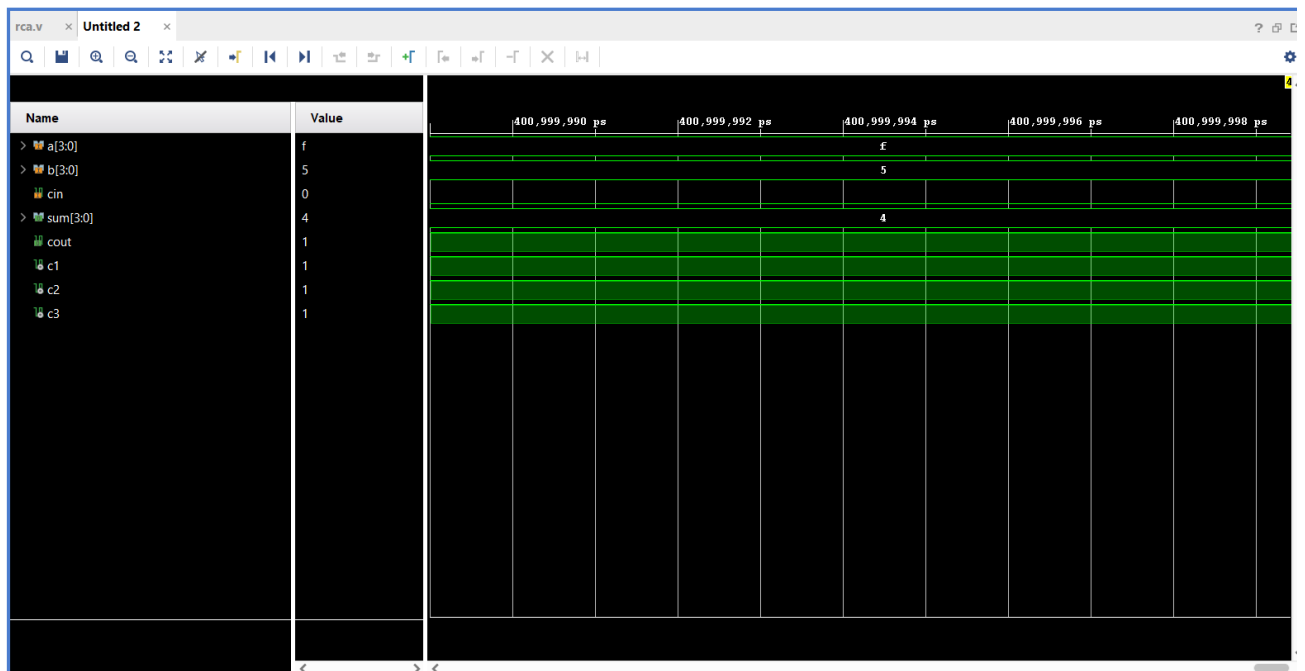 rca.v × Untitled 2 ×
?
4
Name Value
400,999,990 ps 400,999,992 ps 400,999,994 ps 400,999,996 ps 400,999,998 ps
a[3:0] f f
b[3:0] 5 5
cin 0
sum[3:0] 4 4
cout 1
c1 1
c2 1
c3 1